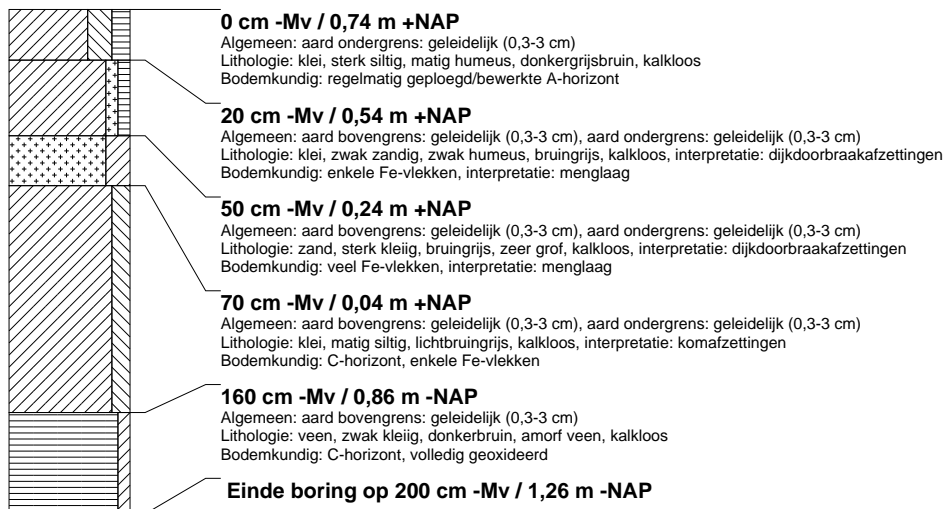 0 cm -Mv / 0,74 m +NAP
Algemeen: aard ondergrens: geleidelijk (0,3-3 cm)
Lithologie: klei, sterk siltig, matig humeus, donkergrijsbruin, kalkloos
Bodemkundig: regelmatig geploegd/bewerkte A-horizont
20 cm -Mv / 0,54 m +NAP
Algemeen: aard bovengrens: geleidelijk (0,3-3 cm), aard ondergrens: geleidelijk (0,3-3 cm)
Lithologie: klei, zwak zandig, zwak humeus, bruingrijs, kalkloos, interpretatie: dijkdoorbraakafzettingen
Bodemkundig: enkele Fe-vlekken, interpretatie: menglaag
50 cm -Mv / 0,24 m +NAP
Algemeen: aard bovengrens: geleidelijk (0,3-3 cm), aard ondergrens: geleidelijk (0,3-3 cm)
Lithologie: zand, sterk kleiig, bruingrijs, zeer grof, kalkloos, interpretatie: dijkdoorbraakafzettingen
Bodemkundig: veel Fe-vlekken, interpretatie: menglaag
70 cm -Mv / 0,04 m +NAP
Algemeen: aard bovengrens: geleidelijk (0,3-3 cm), aard ondergrens: geleidelijk (0,3-3 cm)
Lithologie: klei, matig siltig, lichtbruingrijs, kalkloos, interpretatie: komafzettingen
Bodemkundig: C-horizont, enkele Fe-vlekken
160 cm -Mv / 0,86 m -NAP
Algemeen: aard bovengrens: geleidelijk (0,3-3 cm)
Lithologie: veen, zwak kleiig, donkerbruin, amorf veen, kalkloos
Bodemkundig: C-horizont, volledig geoxideerd
Einde boring op 200 cm -Mv / 1,26 m -NAP